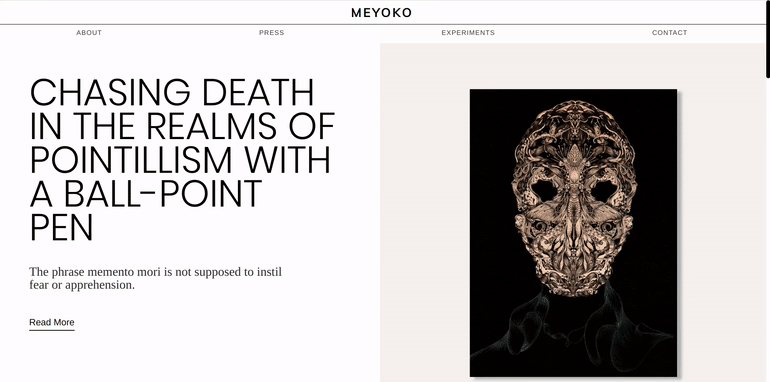 MEYOKO
ABOUT PRESS EXPERIMENTS CONTACT
CHASING DEATH
IN THE REALMS OF
POINTILLISM WITH
A BALL-POINT
PEN
The phrase memento mori is not supposed to instil
fear or apprehension.
Read More